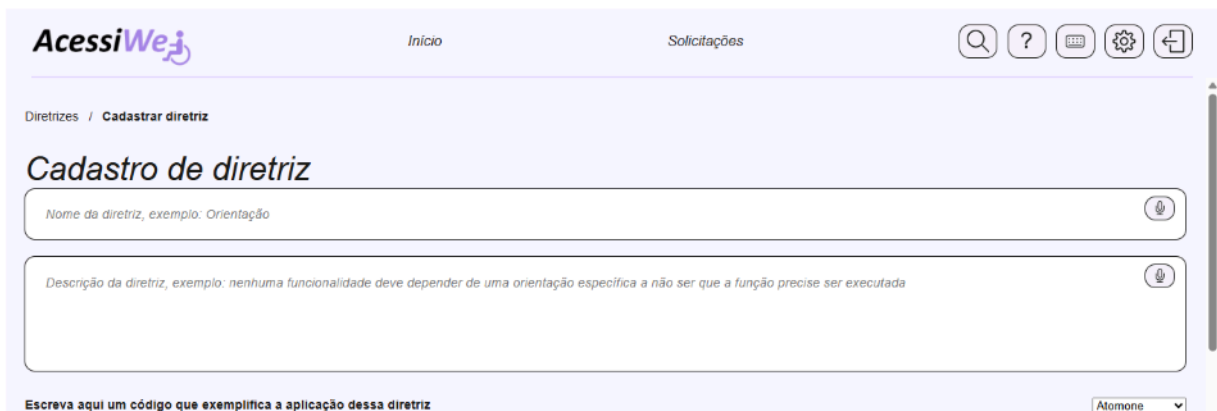 AcessiWeb
Início
Solicitações
?
Diretrizes / Cadastrar diretriz
Cadastro de diretriz
Nome da diretriz, exemplo: Orientação
Descrição da diretriz, exemplo: nenhuma funcionalidade deve depender de uma orientação específica a não ser que a função precise ser executada
Escreva aqui um código que exemplifica a aplicação dessa diretriz
Atomone